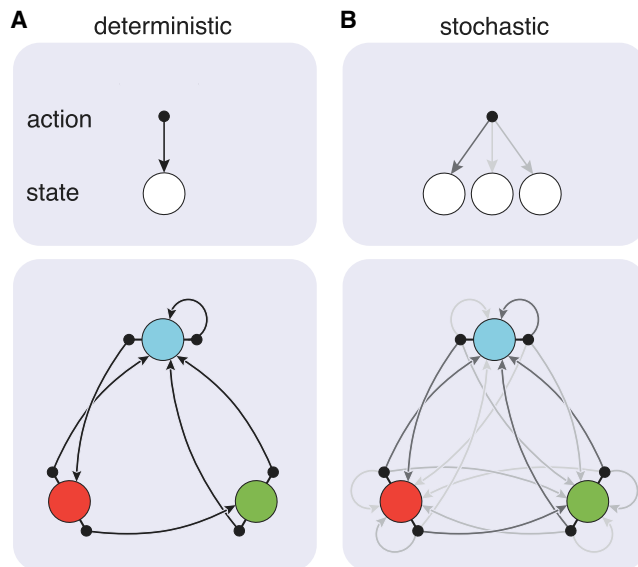 A
deterministic
B
stochastic
action
state